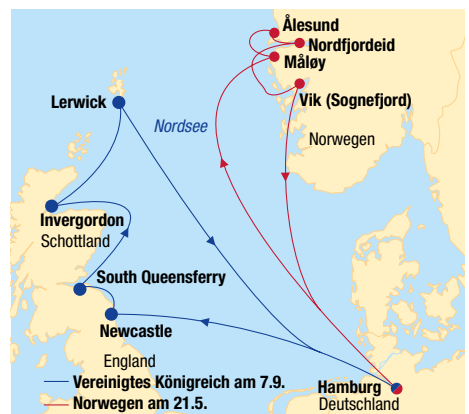 Ålesund
Nordfjordeid
Måløy
Lerwick
Vik (Sognefjord)
Nordsee
Norwegen
Invergordon
Schottland
South Queensferry
Newcastle
England
Vereinigtes Königreich am 7.9.
Hamburg
Norwegen am 21.5.
Deutschland